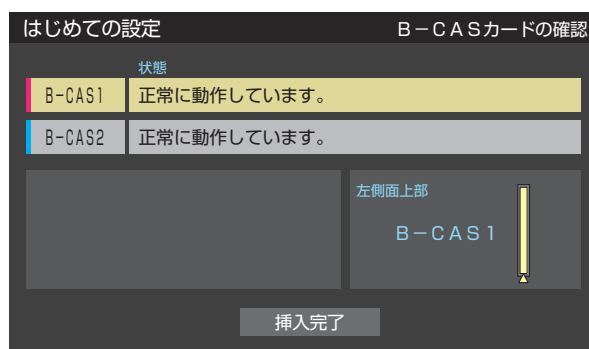 はじめての設定
B－CASカードの確認
状態
B-CAS1 正常に動作しています。
B-CAS2 正常に動作しています。
左側面上部
B－CAS1
挿入完了